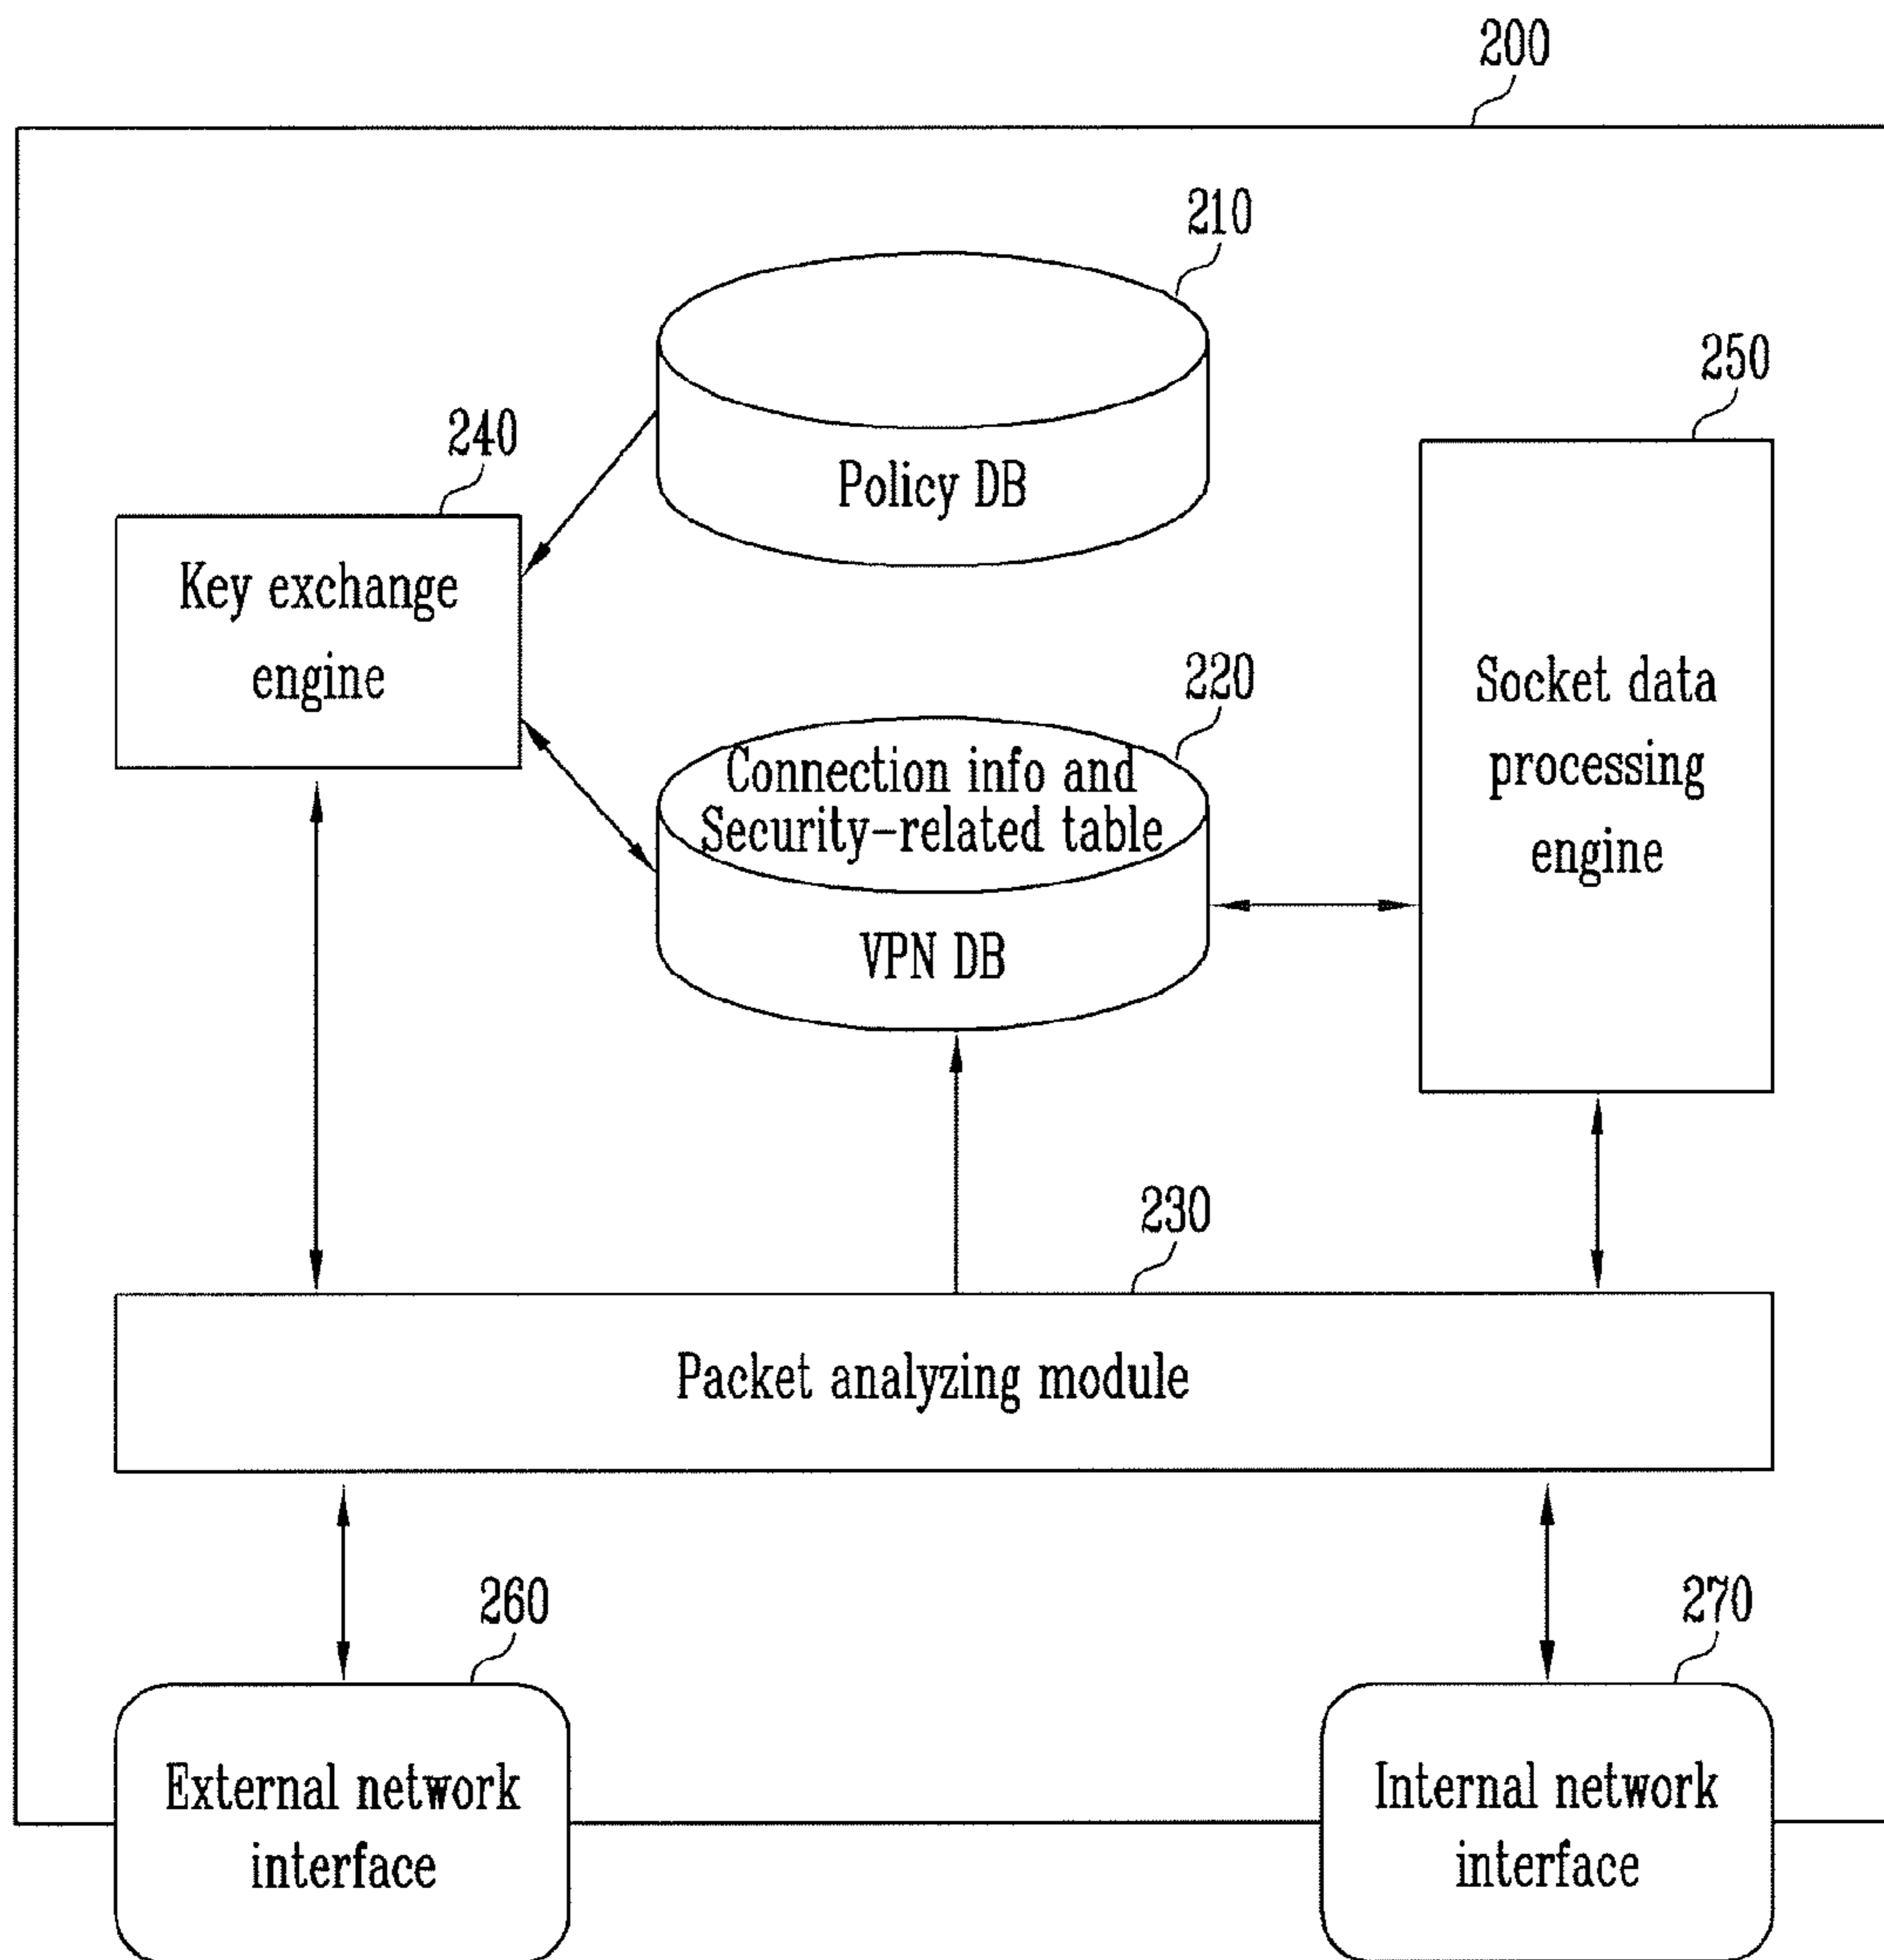 200
210
Policy DB
250
240
Key exchange
engine
220
Connection info and
Security-related table
VPN DB
Socket data
processing
engine
230
Packet analyzing module
260
External network
interface
270
Internal network
interface